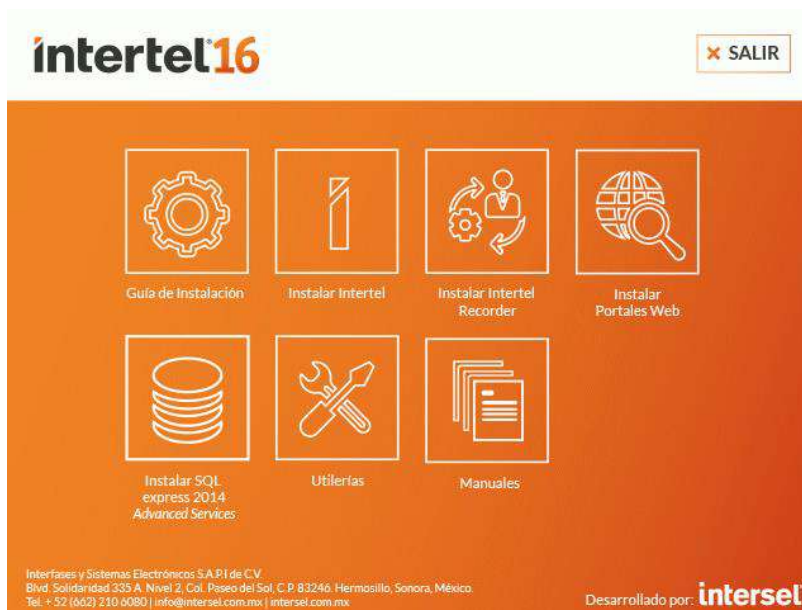 intertel®16
× SALIR
Guía de Instalación
Instalar Intertel
Instalar Intertel
Recorder
Instalar
Portales Web
Instalar SQL
express 2014
Advanced Services
Utilerías
Manuales
Interfases y Sistemas Electrónicos S.A.P.I de C.V.
Blvd. Solidaridad 335 A Nivel 2, Col. Paseo del Sol, C.P. 83246. Hermosillo, Sonora, México.
Tel. + 52 (662) 210 6080 | info@intersel.com.mx | intersel.com.mx
Desarrollado por: intersel